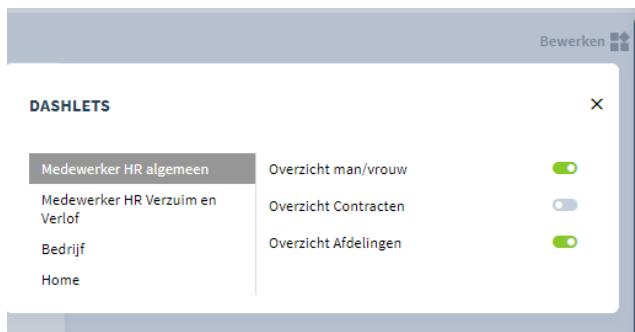 Bewerken
DASHLETS
Medewerker HR algemeen
Medewerker HR Verzuim en
Verlof
Bedrijf
Home
Overzicht man/vrouw
Overzicht Contracten
Overzicht Afdelingen